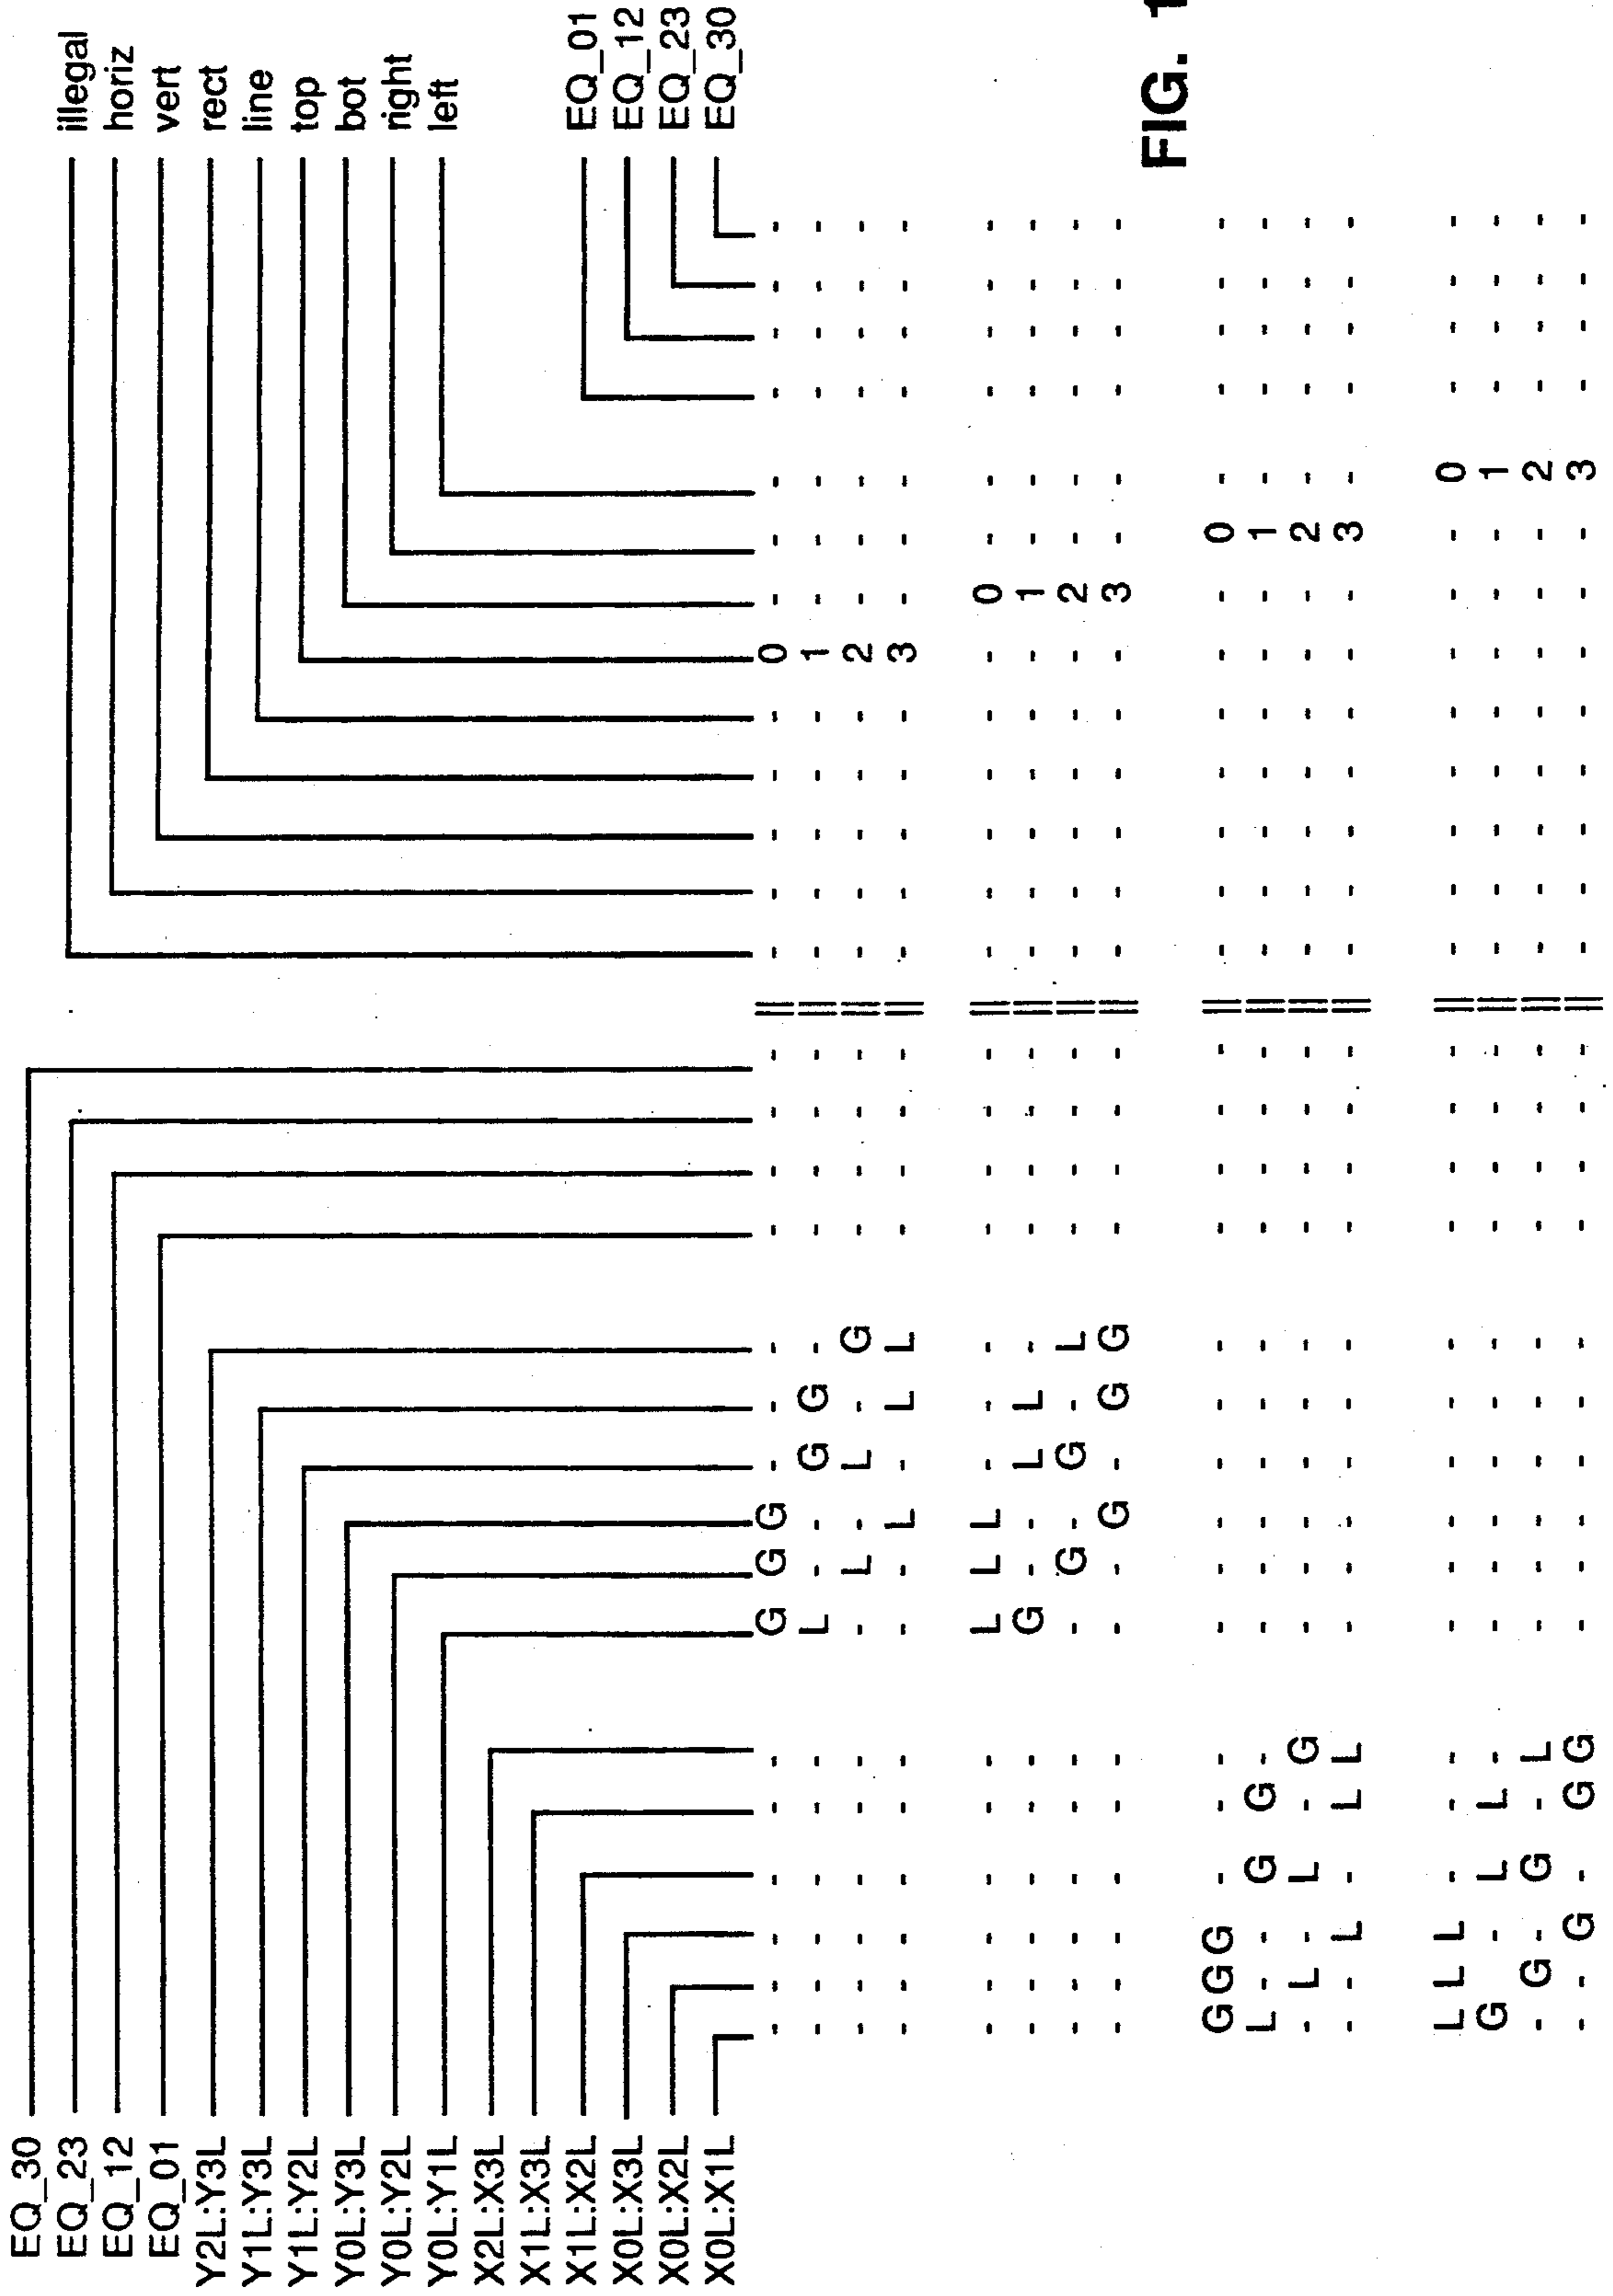 EQ_30
EQ_23 illegal
EQ_12 horiz
EQ_01 vert
Y2L:Y3L rect
Y1L:Y3L line
Y1L:Y2L top
Y0L:Y3L bot
Y0L:Y2L right
Y0L:Y1L left
X2L:X3L
X1L:X3L
X1L:X2L EQ_01
X0L:X3L EQ_12
X0L:X2L EQ_23
X0L:X1L EQ_30
- - - - - - G G G - - - - - - - || - - - - - 0 - - - - - - -
- - - - - - L - - G G - - - - - || - - - - - 1 - - - - - - -
- - - - - - - L - L - G - - - - || - - - - - 2 - - - - - - -
- - - - - - - - L - L L - - - - || - - - - - 3 - - - - - - -
- - - - - - L L L - - - - - - - || - - - - - - 0 - - - - - -
- - - - - - G - - L L - - - - - || - - - - - - 1 - - - - - -
- - - - - - - G - G - L - - - - || - - - - - - 2 - - - - - -
- - - - - - - - G - G G - - - - || - - - - - - 3 - - - - - -
FIG. 1
G G G - - - - - - - - - - - - - || - - - - - - - 0 - - - - -
L - - G G - - - - - - - - - - - || - - - - - - - 1 - - - - -
- L - L - G - - - - - - - - - - || - - - - - - - 2 - - - - -
- - L - L L - - - - - - - - - - || - - - - - - - 3 - - - - -
L L L - - - - - - - - - - - - - || - - - - - - - - 0 - - - -
G - - L L - - - - - - - - - - - || - - - - - - - - 1 - - - -
- G - G - L - - - - - - - - - - || - - - - - - - - 2 - - - -
- - G - G G - - - - - - - - - - || - - - - - - - - 3 - - - -